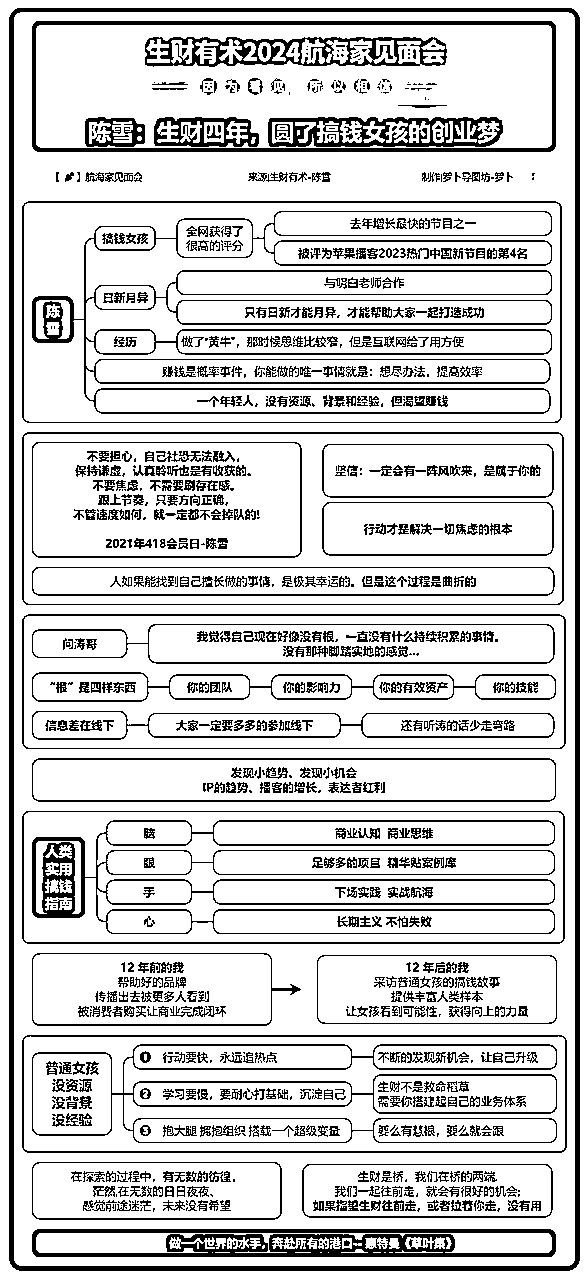 生财有术2024航海家见面会
因为看见，所以相信
陈雪：生财四年，圆了搞钱女孩的创业梦
【 】航海家见面会
来源生财有术-陈雪
制作萝卜导图坊-萝卜
陈雪
搞钱女孩
全网获得了
很高的评分
去年增长最快的节目之一
被评为苹果播客2023热门中国新节目的第4名
日新月异
与明白老师合作
只有日新才能月异，才能帮助大家一起打造成功
经历
做了“黄牛”，那时候思维比较窄，但是互联网给了用方便
赚钱是概率事件，你能做的唯一事情就是：想尽办法，提高效率
一个年轻人，没有资源、背景和经验，但渴望赚钱
不要担心，自己社恐无法融入，
保持谦虚，认真聆听也是有收获的。
不要焦虑，不需要刷存在感。
跟上节奏，只要方向正确，
不管速度如何，就一定都不会掉队的!
2021年418会员日-陈雪
坚信：一定会有一阵风吹来，是属于你的
行动才是解决一切焦虑的根本
人如果能找到自己擅长做的事情，是极其幸运的。但是这个过程是曲折的
问涛哥
我觉得自己现在好像没有根，一直没有什么持续积累的事情。
没有那种脚踏实地的感觉...
“根”是四样东西
你的团队
你的影响力
你的有效资产
你的技能
信息差在线下
大家一定要多多的参加线下
还有听涛的话少走弯路
发现小趋势、发现小机会
IP的趋势、播客的增长，表达者红利
人类
实用
搞钱
指南
脑
商业认知 商业思维
眼
足够多的项目 精华帖案例库
手
下场实践 实战航海
心
长期主义 不怕失败
12 年前的我
帮助好的品牌
传播出去被更多人看到
被消费者购买让商业完成闭环
12 年后的我
采访普通女孩的搞钱故事
提供丰富人类样本
让女孩看到可能性，获得向上的力量
普通女孩
没资源
没背景
没经验
❶ 行动要快，永远追热点
不断的发现新机会，让自己升级
❷ 学习要慢，要耐心打基础，沉淀自己
生财不是救命稻草
需要你搭建起自己的业务体系
❸ 抱大腿 拥抱组织 搭载一个超级变量
要么有慧根，要么就会跟
在探索的过程中，有无数的彷徨，
茫然,在无数的日日夜夜、
感觉前途迷茫，未来没有希望
生财是桥，我们在桥的两端，
我们一起往前走，就会有很好的机会；
如果指望生财往前走，或者拉着你走，没有用
做一个世界的水手，奔赴所有的港口--惠特曼《草叶集》